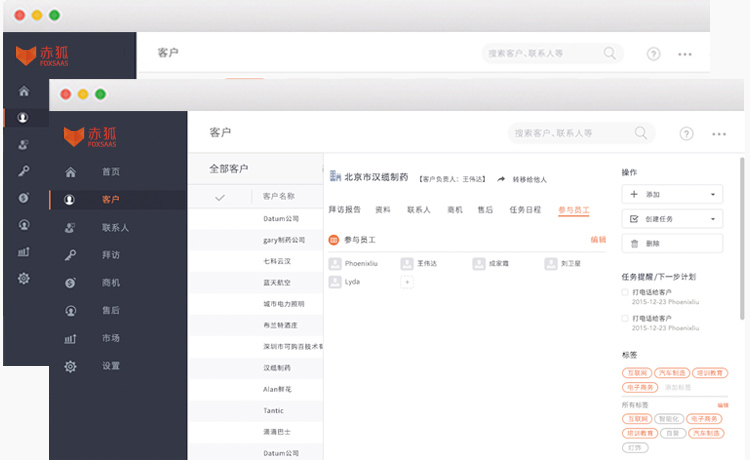 赤狐
FOXSAAS
客户
搜索客户、联系人等
?
赤狐
FOXSAAS
首页
客户
联系人
拜访
商机
售后
市场
设置
客户
搜索客户、联系人等
?
全部客户
客户名称
Datum公司
gary制药公司
七科云汉
蓝天航空
城市电力照明
布兰特酒庄
深圳市可购百股术有
汉缆制药
Alan鲜花
Tantic
滴滴巴士
Datum公司
北京市汉缆制药 【客户负责人：王伟达】 转移给他人
拜访报告 资料 联系人 商机 售后 任务日程 参与员工
参与员工 编辑
Phoenixliu 王伟达 成家霞 刘卫星
Lyda +
操作
添加
创建任务
删除
任务提醒/下一步计划
打电话给客户
2015-12-23 Phoenixliu
打电话给客户
2015-12-23 Phoenixliu
标签
互联网 汽车制造 培训教育
电子商务 添加标签
所有标签 编辑
互联网 智能化 电子商务
培训教育 自营 汽车制造
灯饰